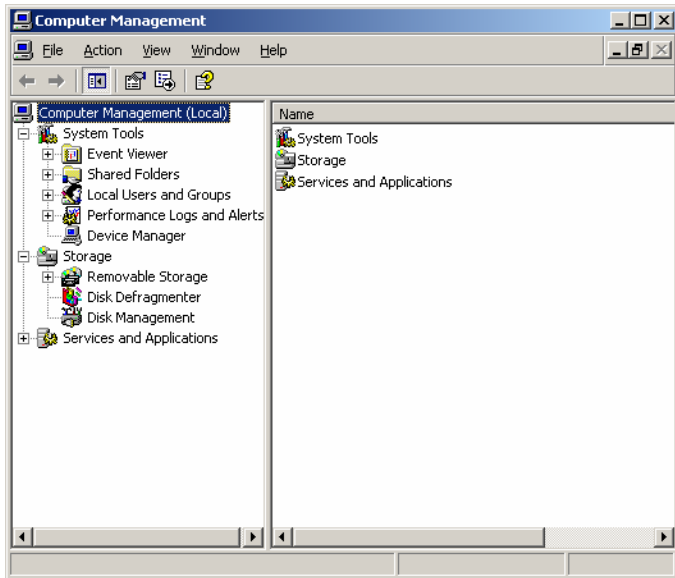 Computer Management
File Action View Window Help
Computer Management (Local)
System Tools
Event Viewer
Shared Folders
Local Users and Groups
Performance Logs and Alerts
Device Manager
Storage
Removable Storage
Disk Defragmenter
Disk Management
Services and Applications
Name
System Tools
Storage
Services and Applications